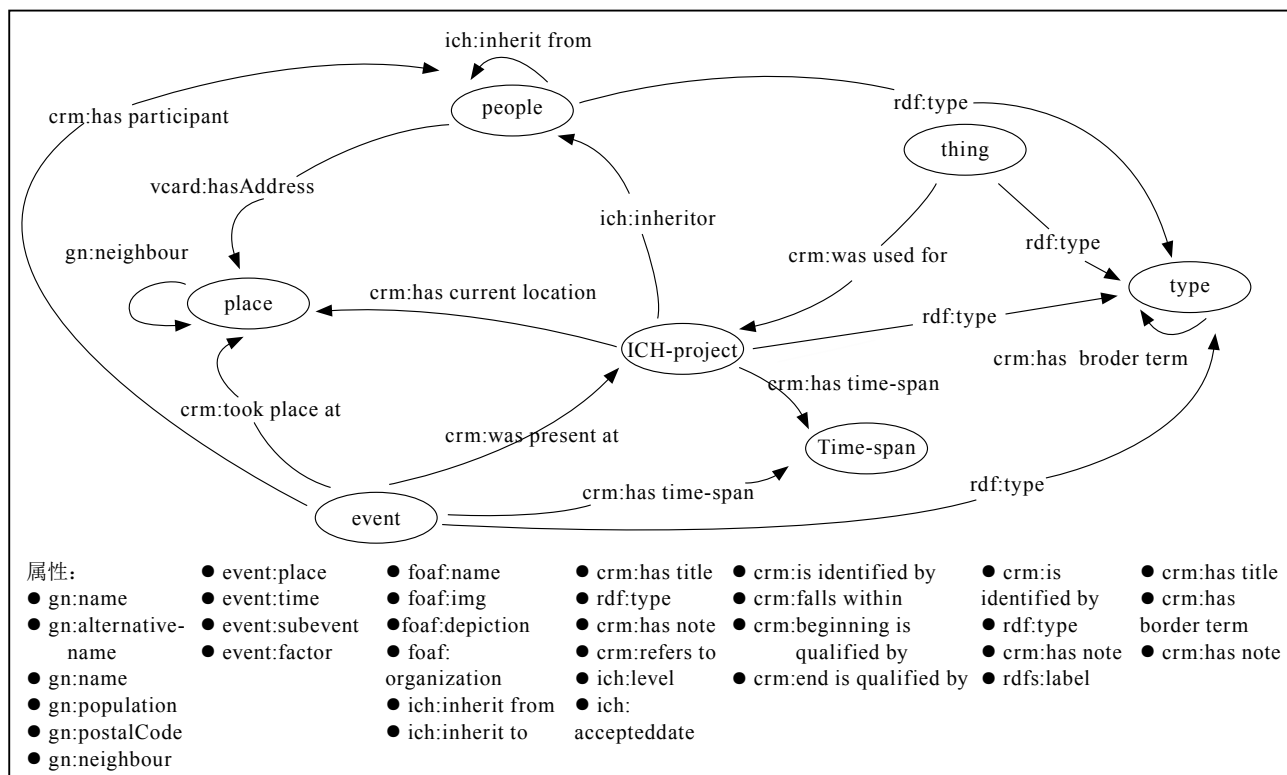 ich:inherit from
people
crm:has participant
rdf:type
thing
vcard:hasAddress
ich:inheritor
rdf:type
gn:neighbour
crm:was used for
crm:has current location
place
type
rdf:type
ICH-project
crm:has broder term
crm:has time-span
crm:took place at
crm:was present at
Time-span
crm:has time-span
rdf:type
event
属性：
● gn:name
● gn:alternative-
name
● gn:name
● gn:population
● gn:postalCode
● gn:neighbour
● event:place
● event:time
● event:subevent
● event:factor
● foaf:name
● foaf:img
●foaf:depiction
● foaf:
organization
● ich:inherit from
● ich:inherit to
● crm:has title
● rdf:type
● crm:has note
● crm:refers to
● ich:level
● ich:
accepteddate
● crm:is identified by
● crm:falls within
● crm:beginning is
qualified by
● crm:end is qualified by
● crm:is
identified by
● rdf:type
● crm:has note
● rdfs:label
● crm:has title
● crm:has
border term
● crm:has note